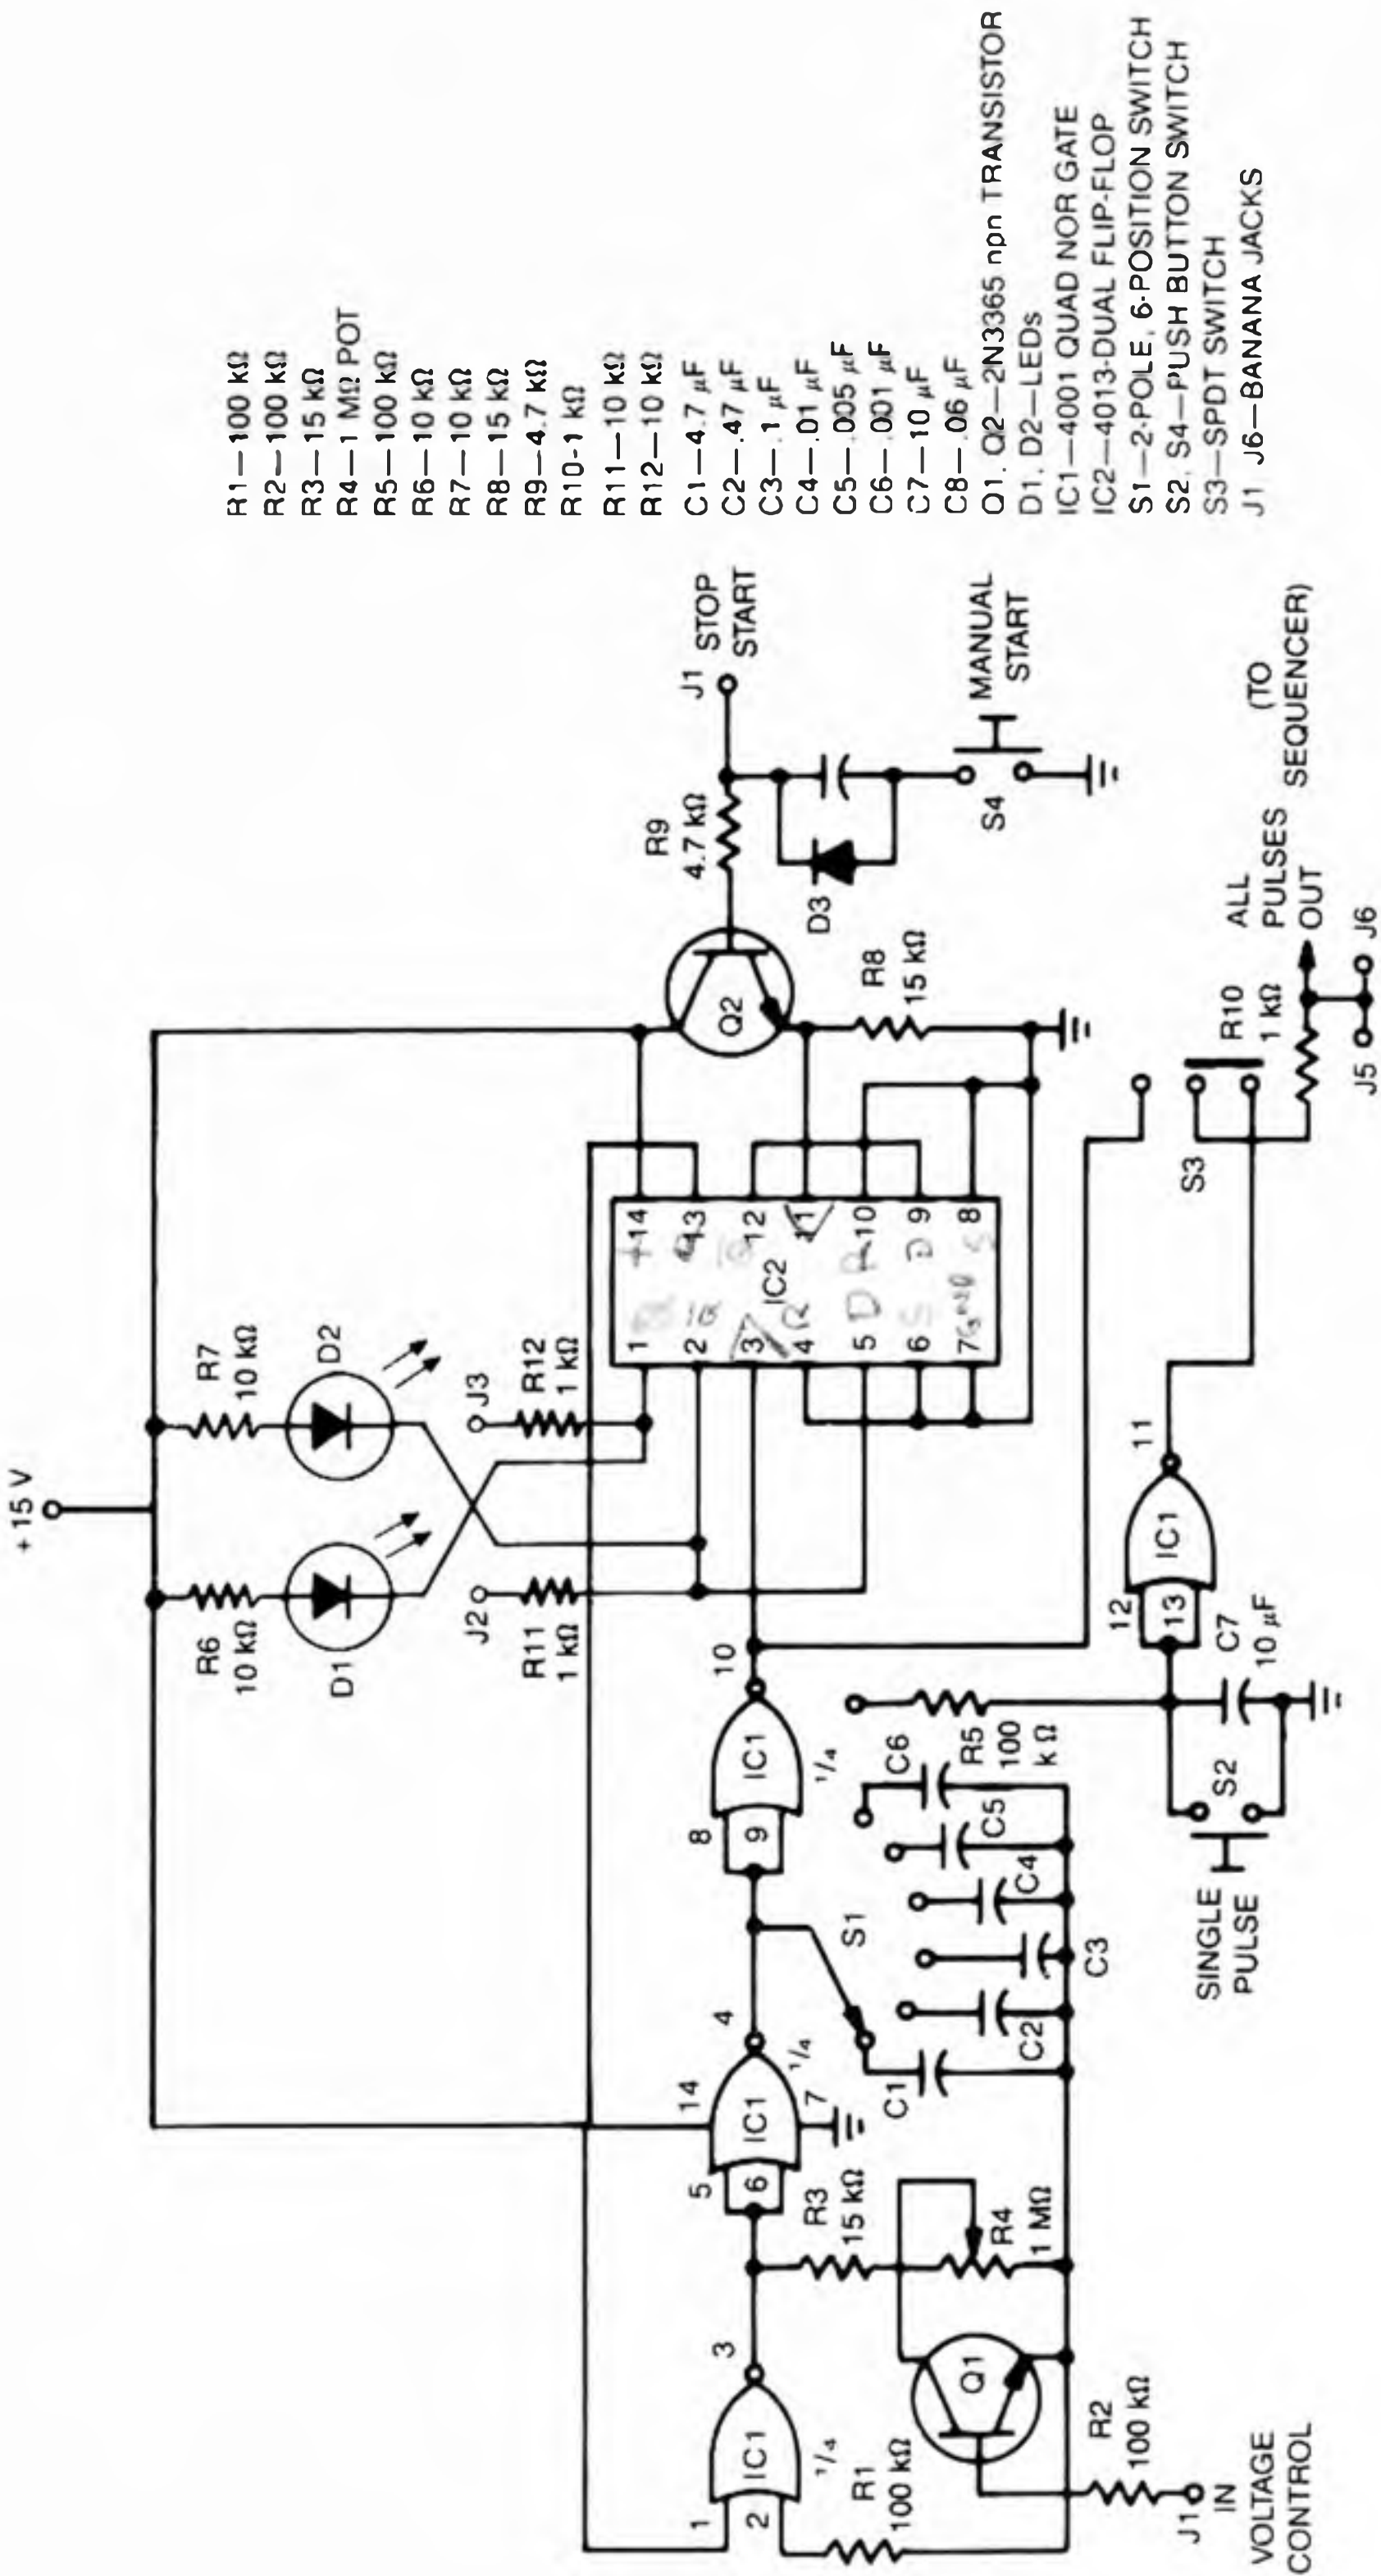 + 15 V
R6
10 kΩ
R7
10 kΩ
D1
D2
J2
J3
R11
1 kΩ
R12
1 kΩ
1
2
3
4
5
6
7
14
13
12
11
10
9
8
IC2
Q
D
R
D
S
S
R9
4.7 kΩ
J1
STOP
START
Q2
D3
R8
15 kΩ
S4
MANUAL
START
1
2
IC1
3
1/4
5
6
14
IC1
4
1/4
7
8
9
IC1
10
1/4
R1
100 kΩ
R3
15 kΩ
R4
1 MΩ
Q1
R2
100 kΩ
J1
IN
VOLTAGE
CONTROL
S1
C1
C2
C3
C4
C5
C6
R5
100
k Ω
SINGLE
PULSE
S2
C7
10 µF
12
13
IC1
11
S3
R10
1 kΩ
ALL
PULSES
OUT
(TO
SEQUENCER)
J5
J6
R1—100 kΩ
R2—100 kΩ
R3—15 kΩ
R4—1 MΩ POT
R5—100 kΩ
R6—10 kΩ
R7—10 kΩ
R8—15 kΩ
R9—4.7 kΩ
R10-1 kΩ
R11—10 kΩ
R12—10 kΩ
C1—4.7 µF
C2—.47 µF
C3—.1 µF
C4—.01 µF
C5—.005 µF
C6—.001 µF
C7—10 µF
C8—.06 µF
Q1. Q2—2N3365 npn TRANSISTOR
D1. D2—LEDs
IC1—4001 QUAD NOR GATE
IC2—4013-DUAL FLIP-FLOP
S1—2-POLE. 6-POSITION SWITCH
S2. S4—PUSH BUTTON SWITCH
S3—SPDT SWITCH
J1 J6—BANANA JACKS